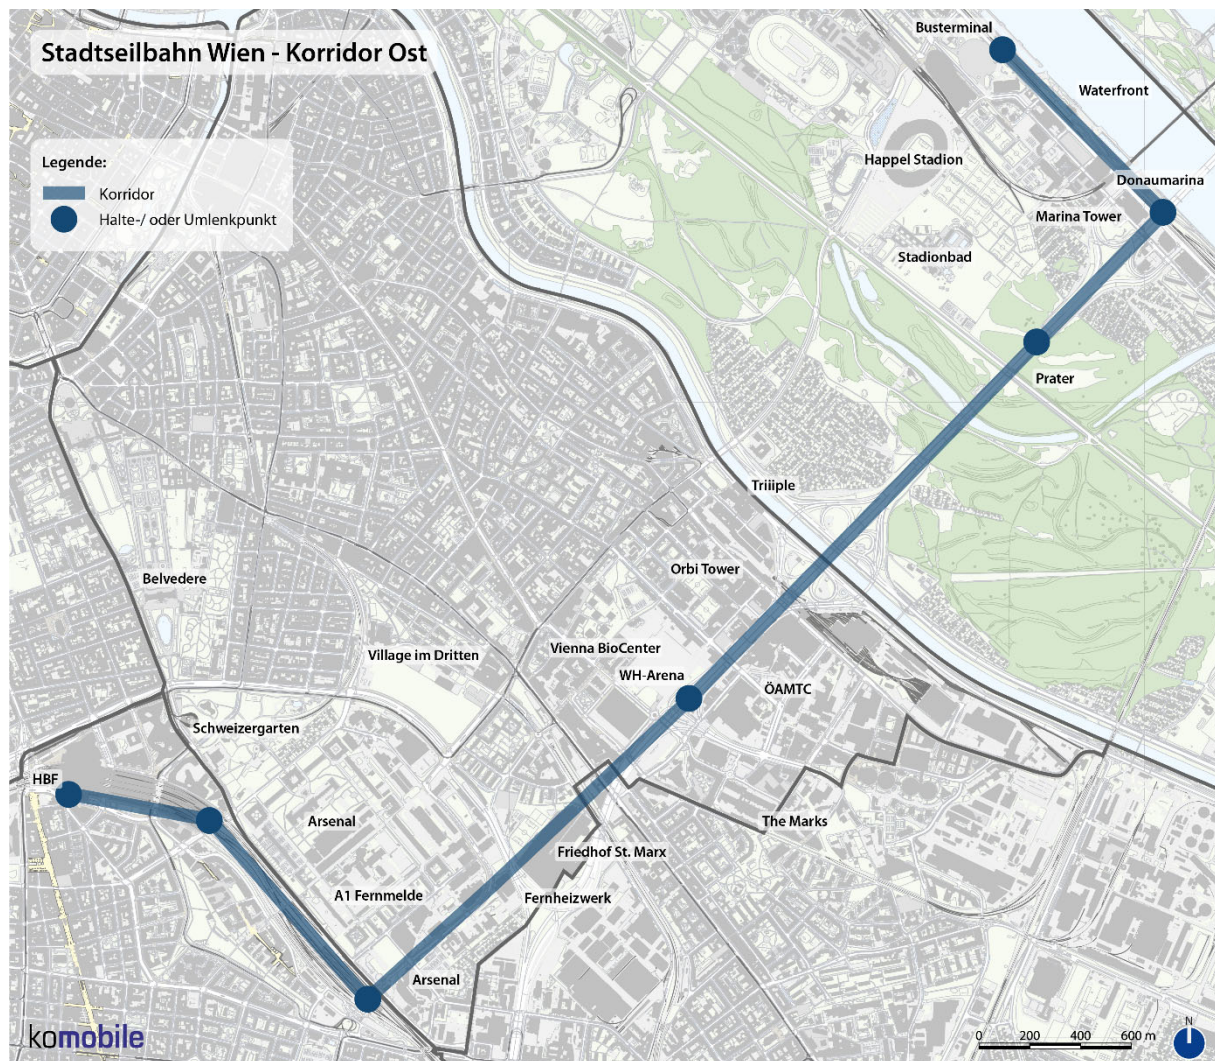 Stadtseilbahn Wien - Korridor Ost
Busterminal
Waterfront
Legende:
Korridor
Halte-/ oder Umlenkpunkt
Happel Stadion
Donaumarina
Marina Tower
Stadionbad
Prater
Triiiple
Orbi Tower
Belvedere
Village im Dritten
Vienna BioCenter
WH-Arena
ÖAMTC
Schweizergarten
HBF
Arsenal
The Marks
Friedhof St. Marx
A1 Fernmelde
Fernheizwerk
Arsenal
komobile
N
0 200 400 600 m